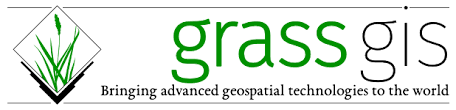 grass gis
Bringing advanced geospatial technologies to the world